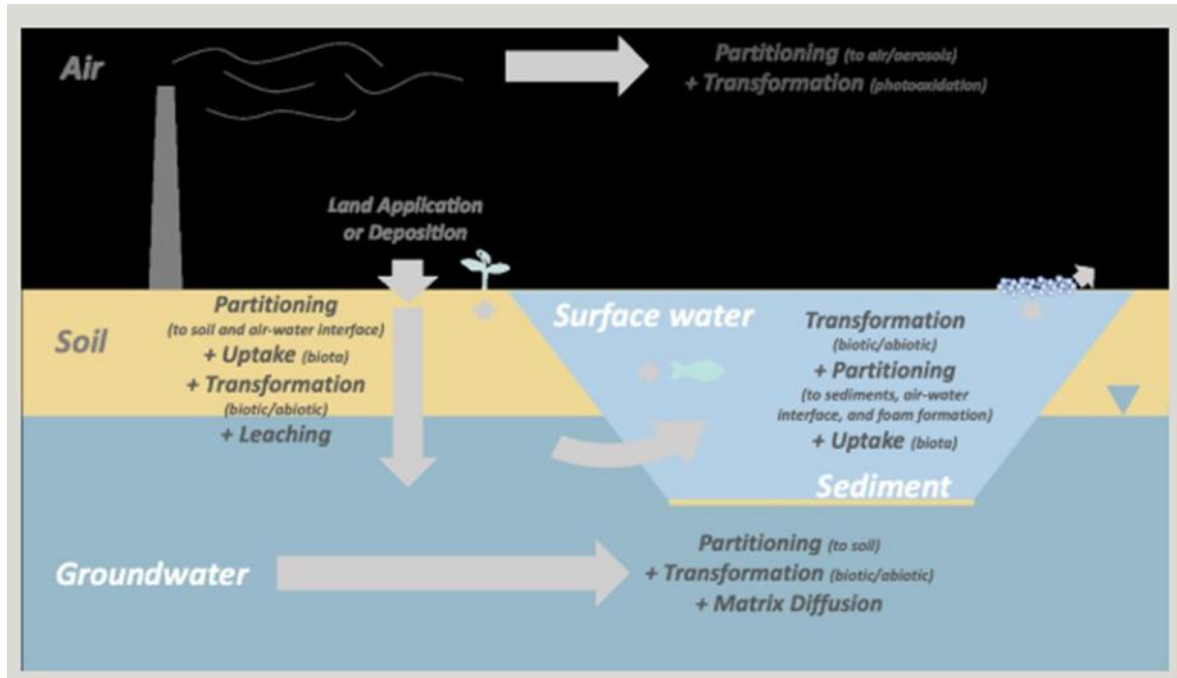 Air
Partitioning (to air/aerosols)
+ Transformation (photooxidation)
Land Application
or Deposition
Soil
Partitioning
(to soil and air-water interface)
+ Uptake (biota)
+ Transformation
(biotic/abiotic)
+ Leaching
Surface water
Transformation
(biotic/abiotic)
+ Partitioning
(to sediments, air-water
interface, and foam formation)
+ Uptake (biota)
Sediment
Groundwater
Partitioning (to soil)
+ Transformation (biotic/abiotic)
+ Matrix Diffusion